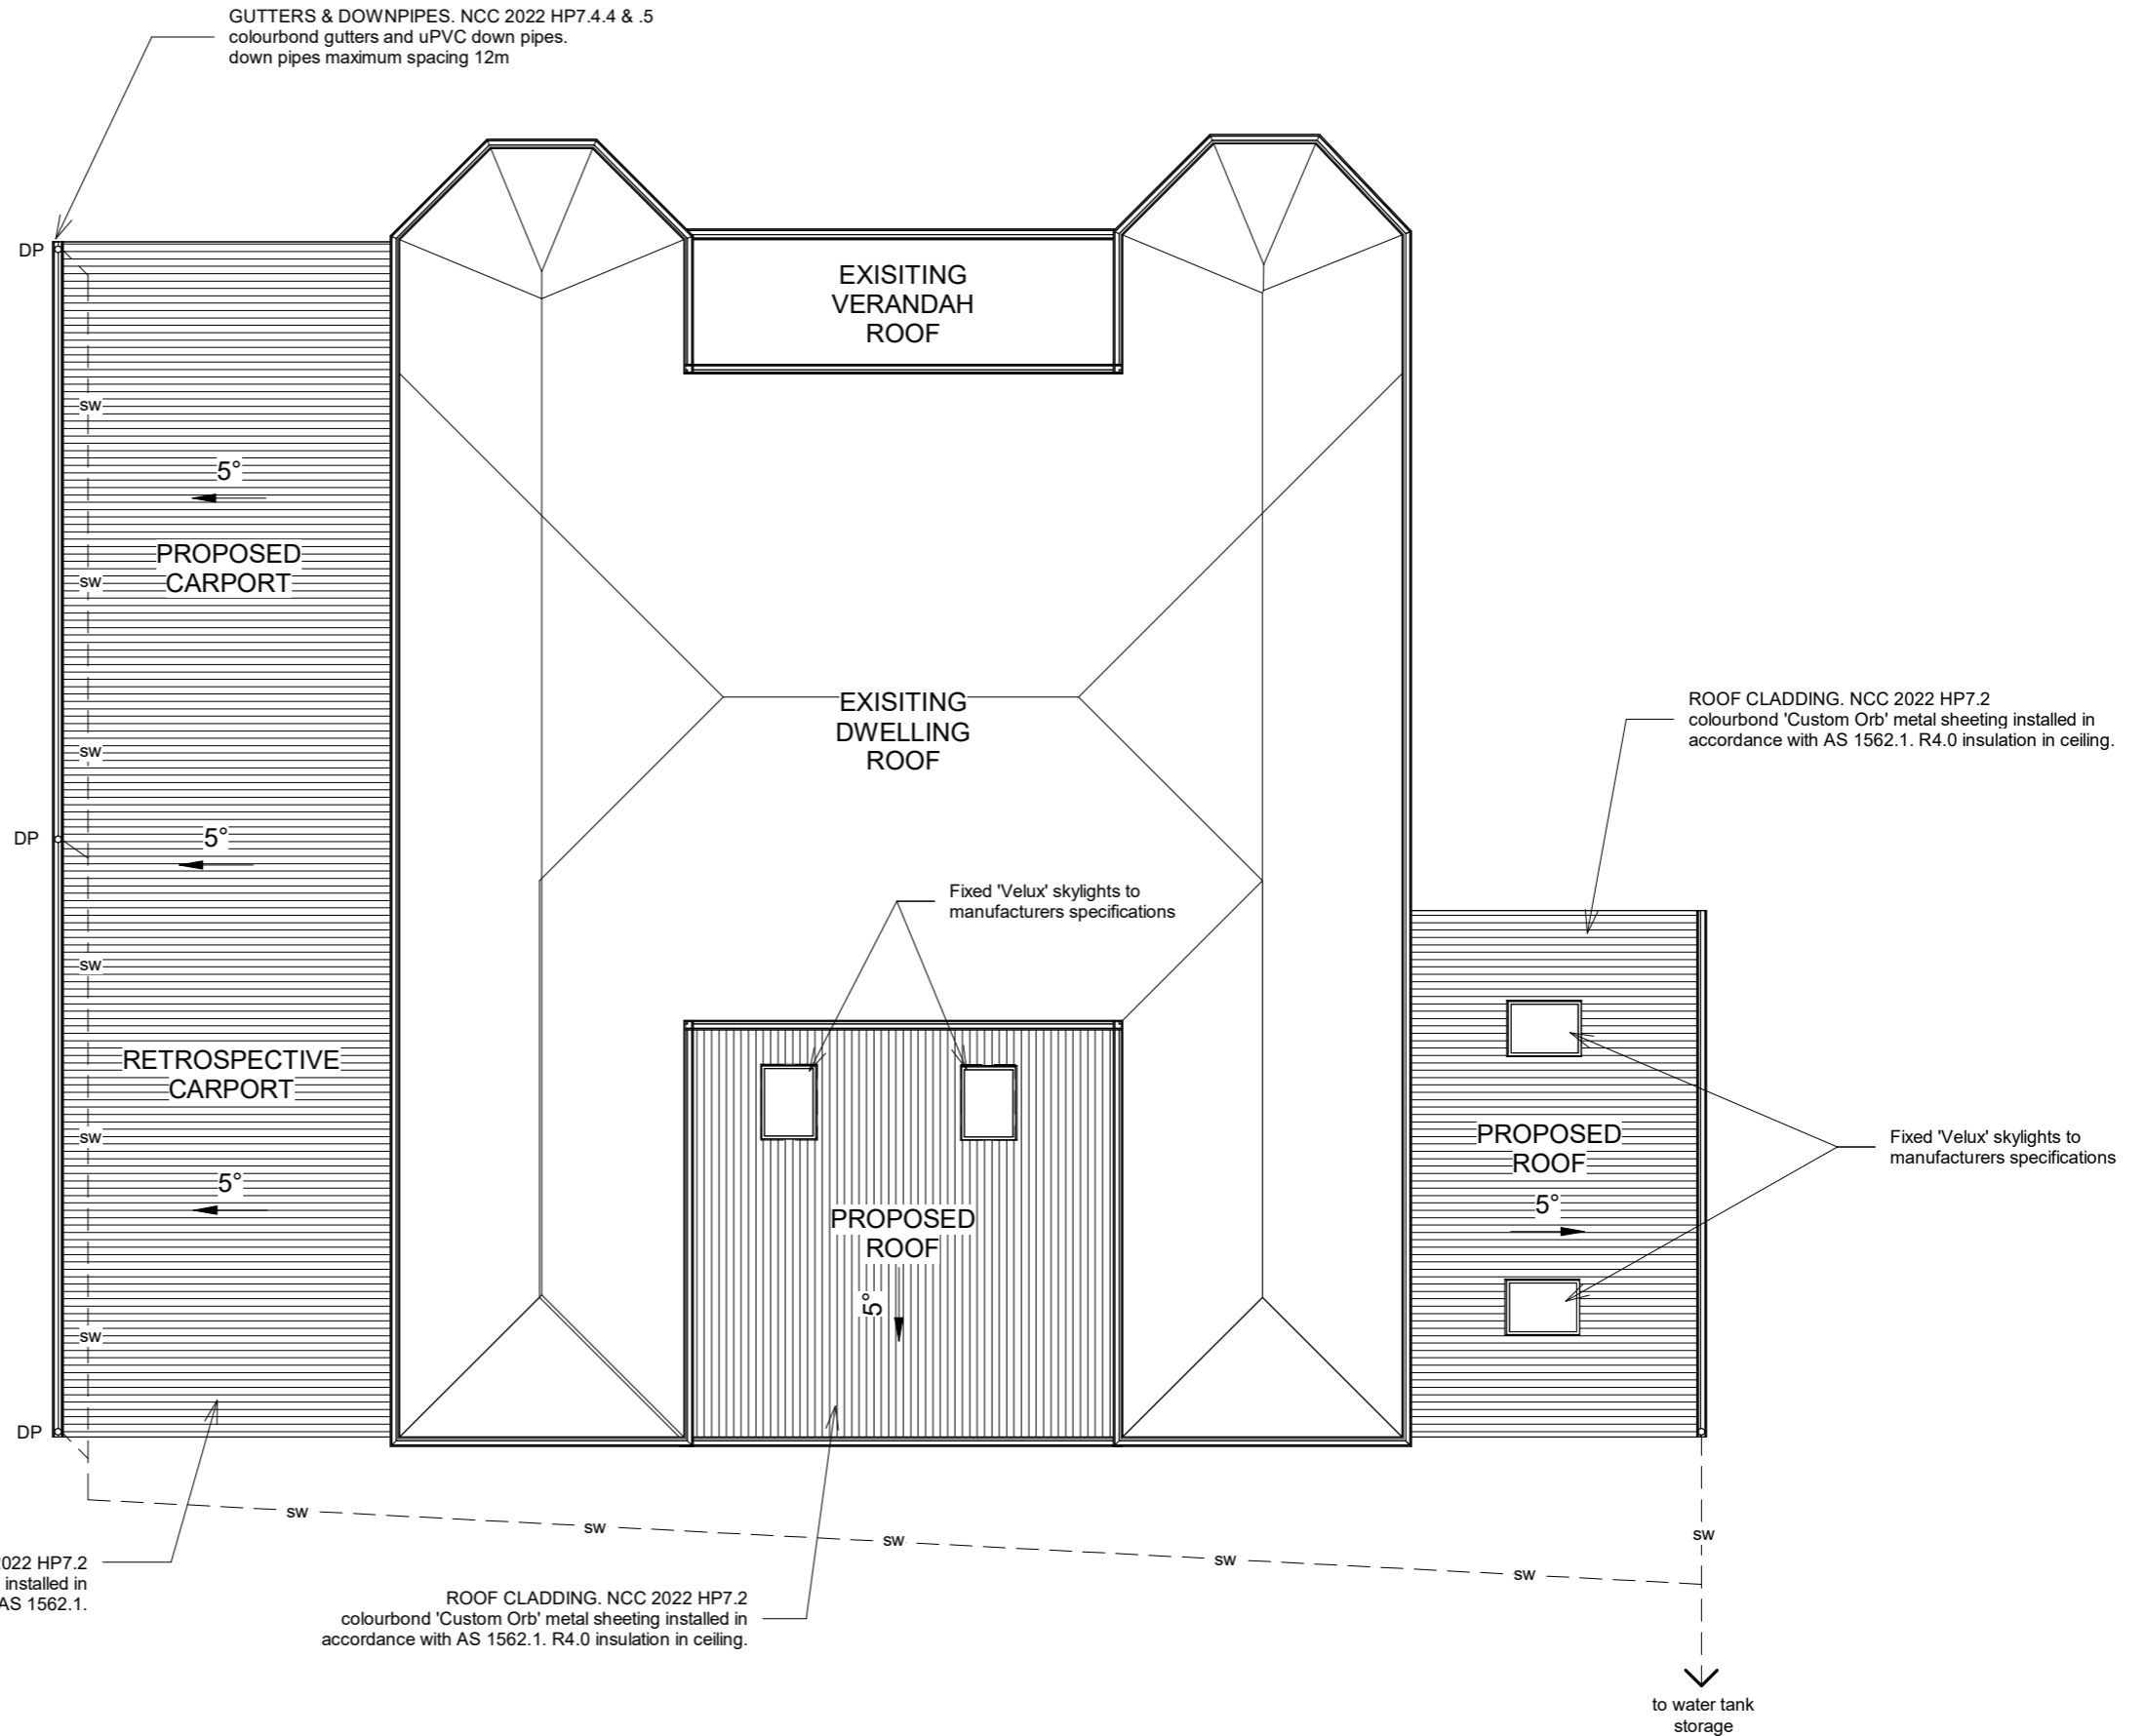 GUTTERS & DOWNPIPES. NCC 2022 HP7.4.4 & .5
colourbond gutters and uPVC down pipes.
down pipes maximum spacing 12m
DP
EXISITING
VERANDAH
ROOF
sw
5°
PROPOSED
CARPORT
sw
EXISITING
DWELLING
ROOF
ROOF CLADDING. NCC 2022 HP7.2
colourbond 'Custom Orb' metal sheeting installed in
accordance with AS 1562.1. R4.0 insulation in ceiling.
sw
DP
5°
Fixed 'Velux' skylights to
manufacturers specifications
sw
RETROSPECTIVE
CARPORT
sw
5°
PROPOSED
ROOF
5°
PROPOSED
ROOF
5°
Fixed 'Velux' skylights to
manufacturers specifications
sw
DP
sw
sw
sw
sw
sw
sw
2022 HP7.2
installed in
AS 1562.1.
ROOF CLADDING. NCC 2022 HP7.2
colourbond 'Custom Orb' metal sheeting installed in
accordance with AS 1562.1. R4.0 insulation in ceiling.
to water tank
storage